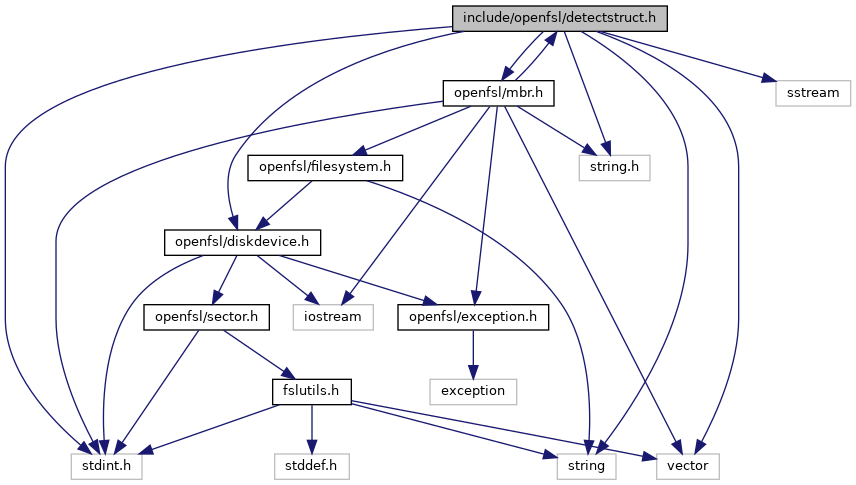 include/openfsl/detectstruct.h
openfsl/mbr.h
sstream
openfsl/filesystem.h
string.h
openfsl/diskdevice.h
openfsl/sector.h
iostream
openfsl/exception.h
fslutils.h
exception
stdint.h
stddef.h
string
vector